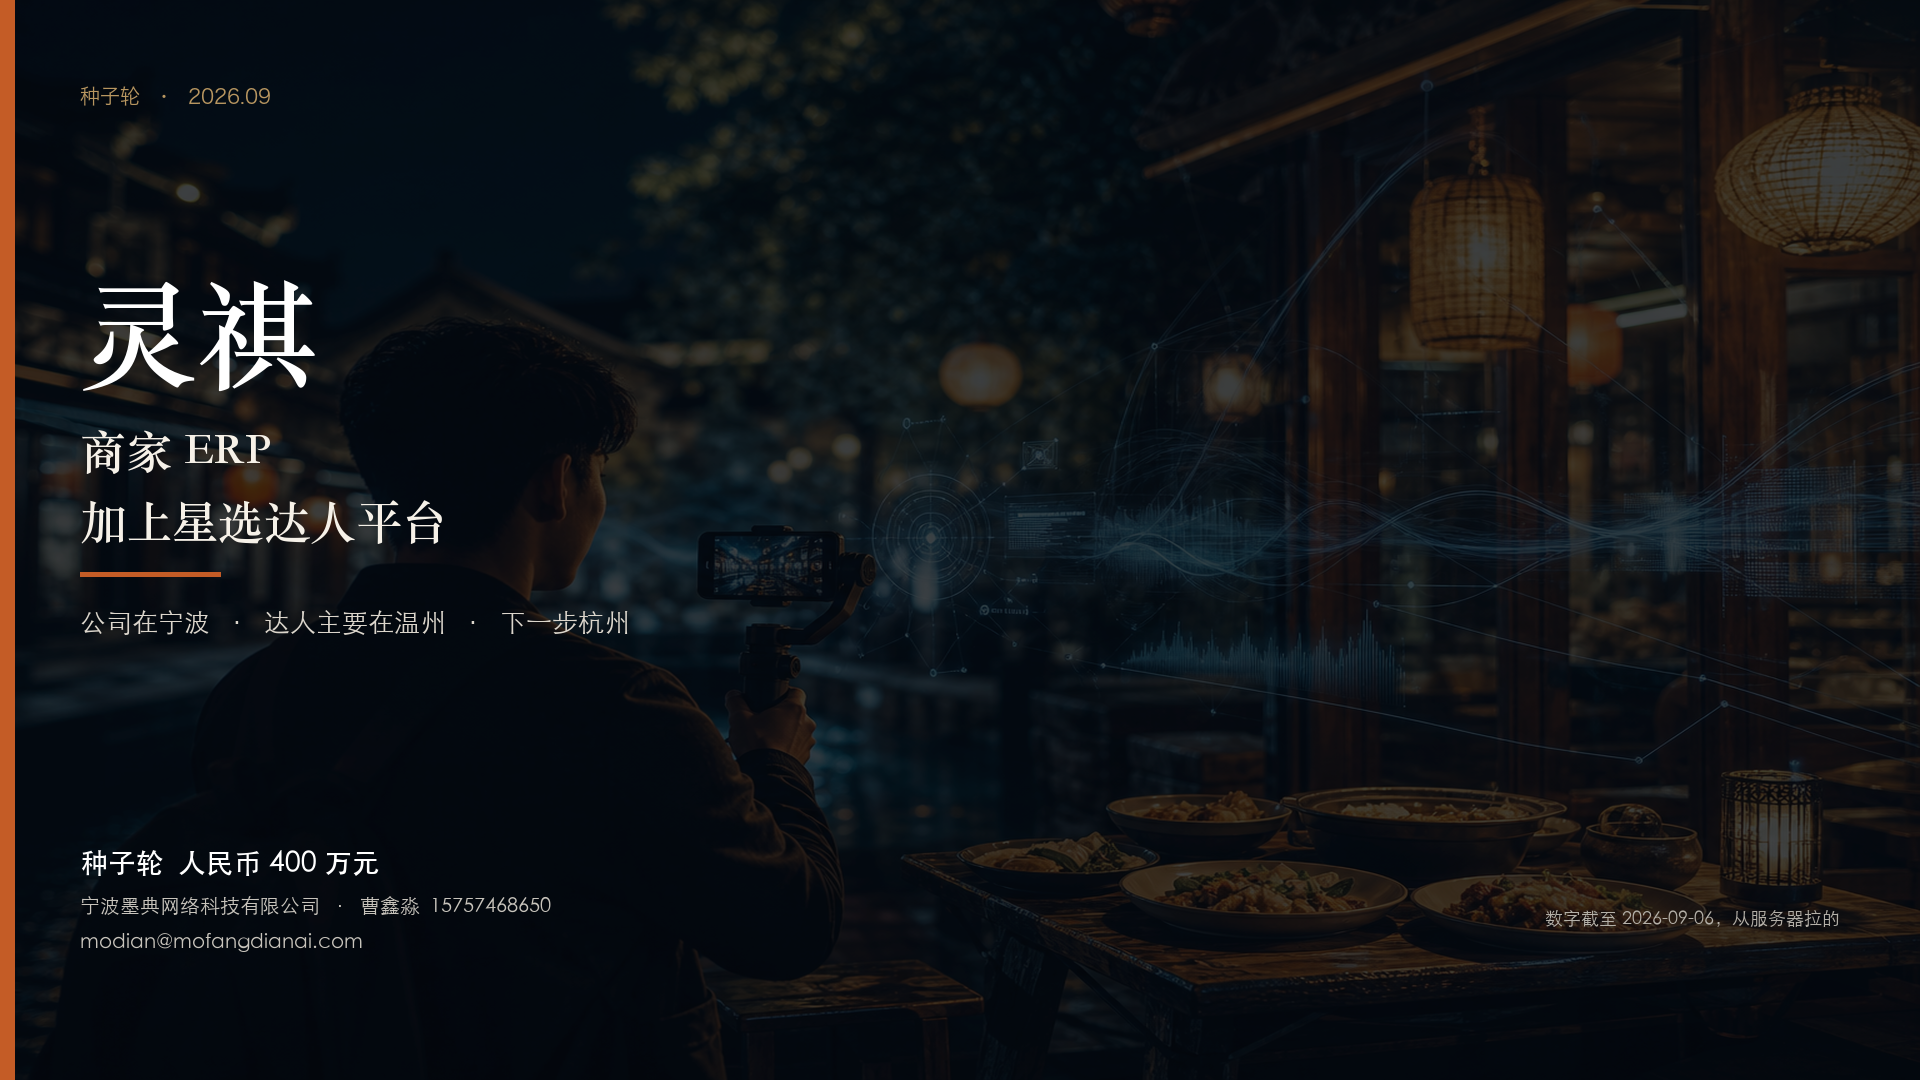 种子轮 · 2026.09
灵祺
商家 ERP
加上星选达人平台
公司在宁波 · 达人主要在温州 · 下一步杭州
种子轮 人民币 400 万元
宁波墨典网络科技有限公司 · 曹鑫淼 15757468650
modian@mofangdianai.com
数字截至 2026-09-06，从服务器拉的